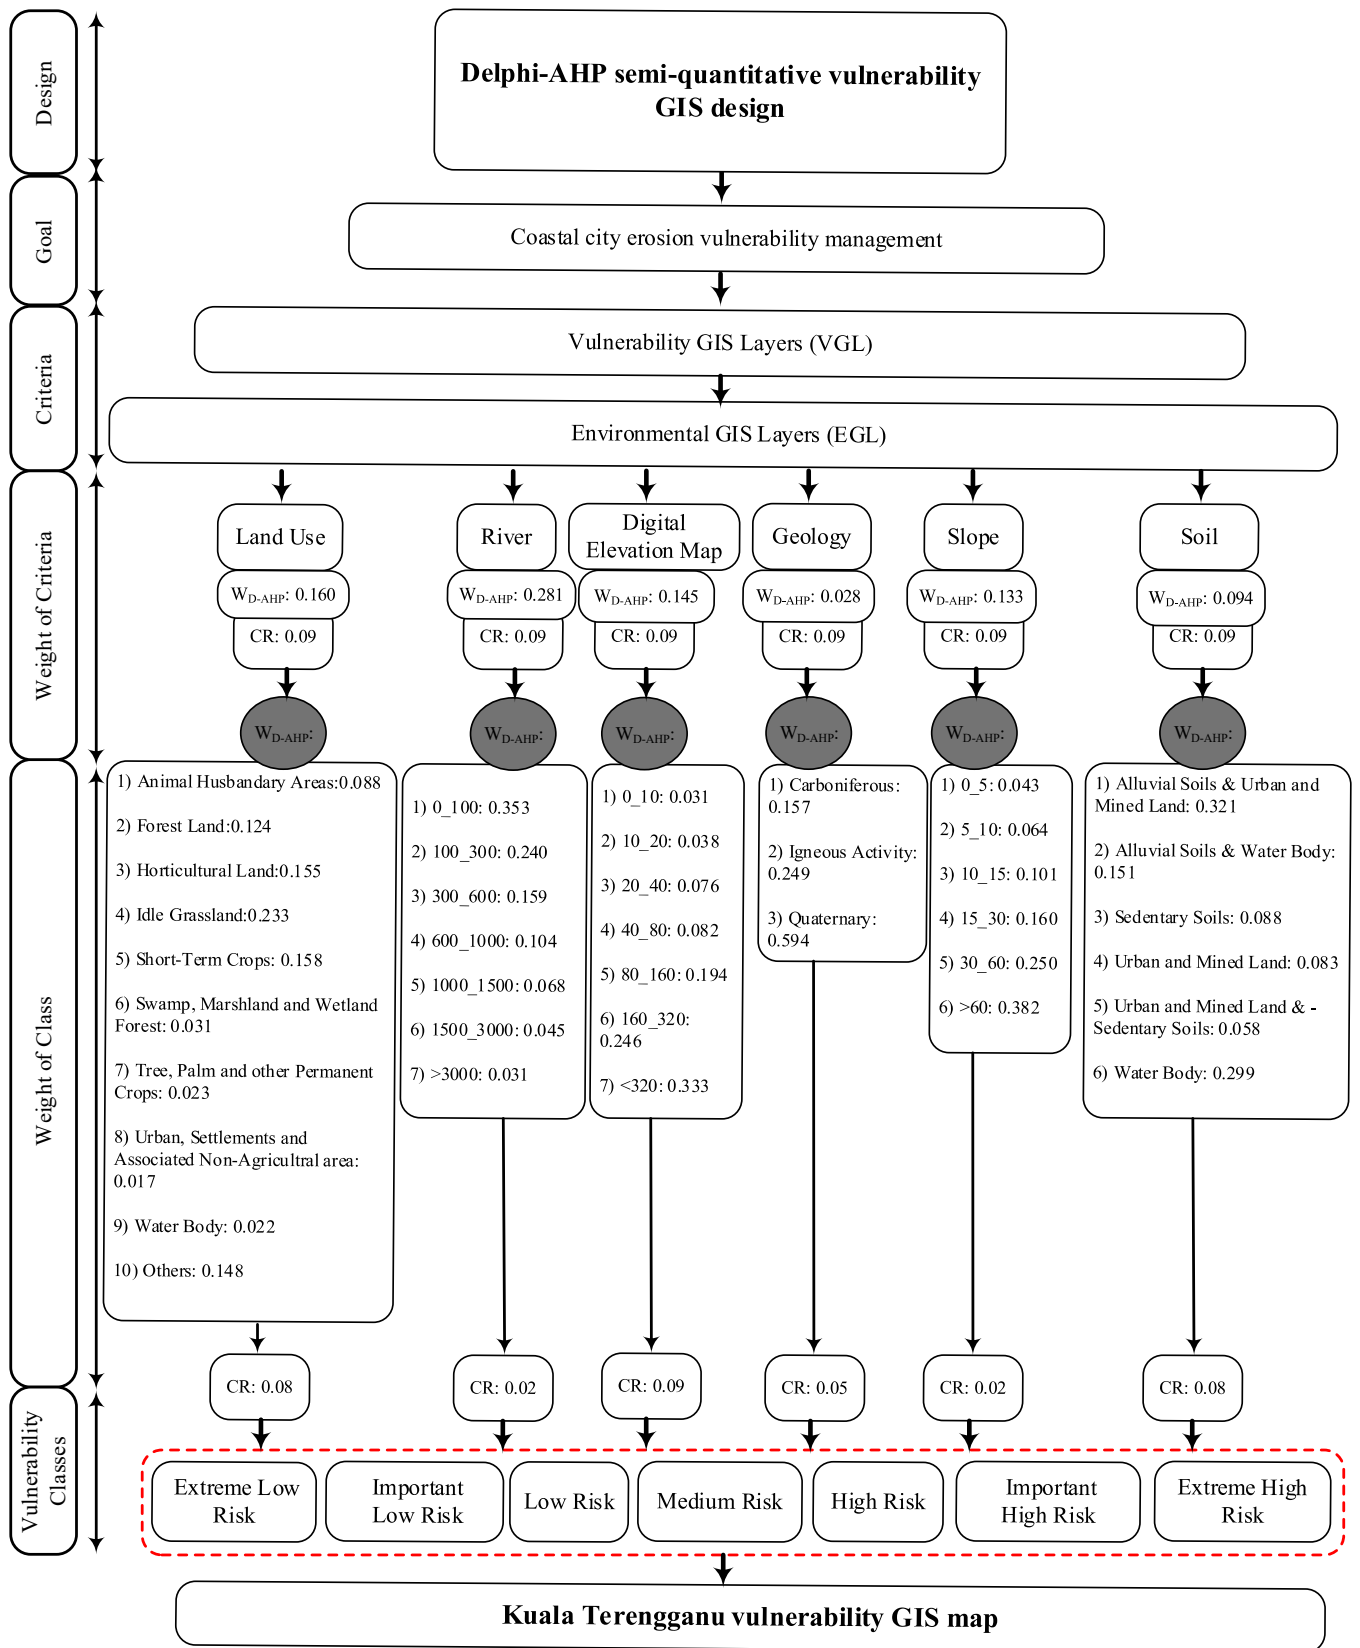 Design
Delphi-AHP semi-quantitative vulnerability
GIS design
Goal
Coastal city erosion vulnerability management
Criteria
Vulnerability GIS Layers (VGL)
Environmental GIS Layers (EGL)
Weight of Criteria
Land Use
W_D-AHP: 0.160
CR: 0.09
W_D-AHP:
River
W_D-AHP: 0.281
CR: 0.09
W_D-AHP:
Digital
Elevation Map
W_D-AHP: 0.145
CR: 0.09
W_D-AHP:
Geology
W_D-AHP: 0.028
CR: 0.09
W_D-AHP:
Slope
W_D-AHP: 0.133
CR: 0.09
W_D-AHP:
Soil
W_D-AHP: 0.094
CR: 0.09
W_D-AHP:
Weight of Class
1) Animal Husbandary Areas:0.088
2) Forest Land:0.124
3) Horticultural Land:0.155
4) Idle Grassland:0.233
5) Short-Term Crops: 0.158
6) Swamp, Marshland and Wetland
Forest: 0.031
7) Tree, Palm and other Permanent
Crops: 0.023
8) Urban, Settlements and
Associated Non-Agricultral area:
0.017
9) Water Body: 0.022
10) Others: 0.148
CR: 0.08
1) 0_100: 0.353
2) 100_300: 0.240
3) 300_600: 0.159
4) 600_1000: 0.104
5) 1000_1500: 0.068
6) 1500_3000: 0.045
7) >3000: 0.031
CR: 0.02
1) 0_10: 0.031
2) 10_20: 0.038
3) 20_40: 0.076
4) 40_80: 0.082
5) 80_160: 0.194
6) 160_320:
0.246
7) <320: 0.333
CR: 0.09
1) Carboniferous:
0.157
2) Igneous Activity:
0.249
3) Quaternary:
0.594
CR: 0.05
1) 0_5: 0.043
2) 5_10: 0.064
3) 10_15: 0.101
4) 15_30: 0.160
5) 30_60: 0.250
6) >60: 0.382
CR: 0.02
1) Alluvial Soils & Urban and
Mined Land: 0.321
2) Alluvial Soils & Water Body:
0.151
3) Sedentary Soils: 0.088
4) Urban and Mined Land: 0.083
5) Urban and Mined Land & -
Sedentary Soils: 0.058
6) Water Body: 0.299
CR: 0.08
Vulnerability
Classes
Extreme Low
Risk
Important
Low Risk
Low Risk
Medium Risk
High Risk
Important
High Risk
Extreme High
Risk
Kuala Terengganu vulnerability GIS map